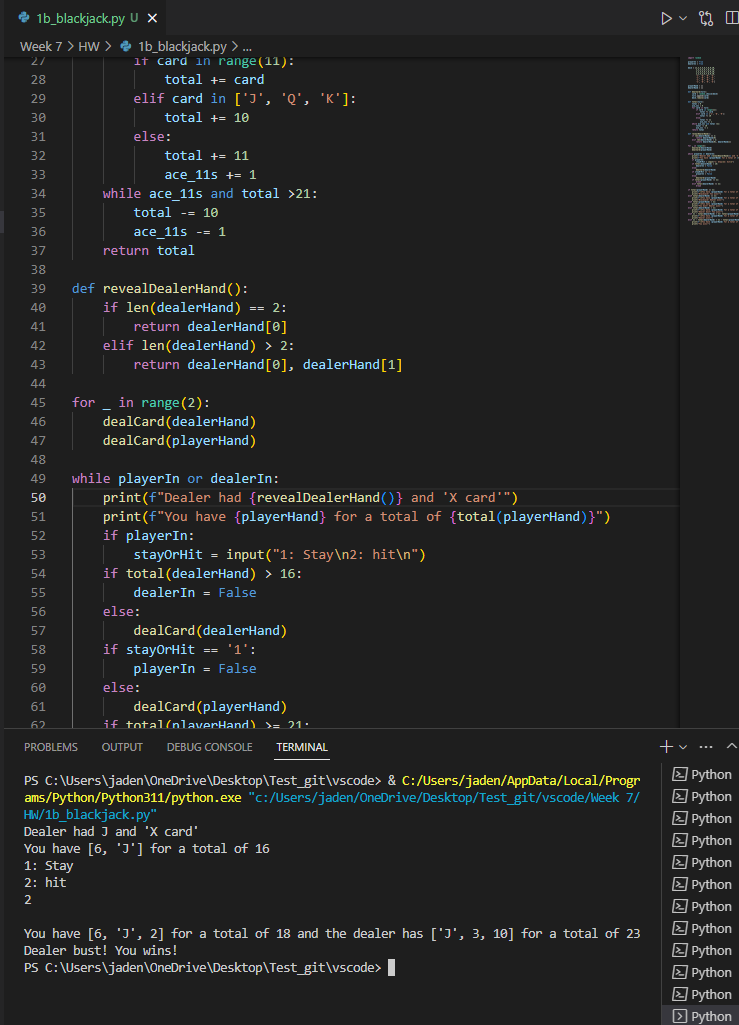 1b_blackjack.py U
Week 7 > HW > 1b_blackjack.py > ...
27 if card in range(11):
28 total += card
29 elif card in ['J', 'Q', 'K']:
30 total += 10
31 else:
32 total += 11
33 ace_11s += 1
34 while ace_11s and total >21:
35 total -= 10
36 ace_11s -= 1
37 return total
38
39 def revealDealerHand():
40 if len(dealerHand) == 2:
41 return dealerHand[0]
42 elif len(dealerHand) > 2:
43 return dealerHand[0], dealerHand[1]
44
45 for _ in range(2):
46 dealCard(dealerHand)
47 dealCard(playerHand)
48
49 while playerIn or dealerIn:
50 print(f"Dealer had {revealDealerHand()} and 'X card'")
51 print(f"You have {playerHand} for a total of {total(playerHand)}")
52 if playerIn:
53 stayOrHit = input("1: Stay\n2: hit\n")
54 if total(dealerHand) > 16:
55 dealerIn = False
56 else:
57 dealCard(dealerHand)
58 if stayOrHit == '1':
59 playerIn = False
60 else:
61 dealCard(playerHand)
62 if total(playerHand) >= 21:
PROBLEMS OUTPUT DEBUG CONSOLE TERMINAL
PS C:\Users\jaden\OneDrive\Desktop\Test_git\vscode> & C:/Users/jaden/AppData/Local/Progr
ams/Python/Python311/python.exe "c:/Users/jaden/OneDrive/Desktop/Test_git/vscode/Week 7/
HW/1b_blackjack.py"
Dealer had J and 'X card'
You have [6, 'J'] for a total of 16
1: Stay
2: hit
2
You have [6, 'J', 2] for a total of 18 and the dealer has ['J', 3, 10] for a total of 23
Dealer bust! You wins!
PS C:\Users\jaden\OneDrive\Desktop\Test_git\vscode>
Python
Python
Python
Python
Python
Python
Python
Python
Python
Python
Python
Python